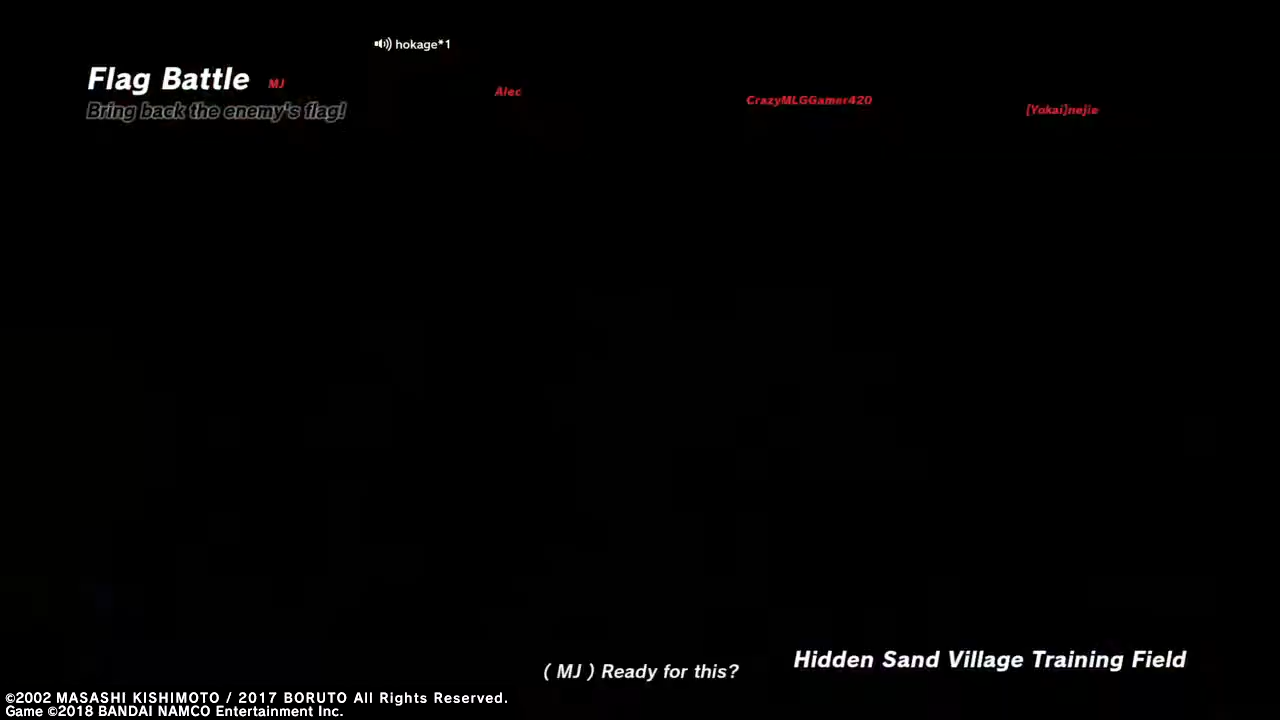 hokage*1
Flag Battle
MJ
Alec
CrazyMLGGamer420
[Yokai]nejie
Bring back the enemy's flag!
Hidden Sand Village Training Field
( MJ ) Ready for this?
©2002 MASASHI KISHIMOTO / 2017 BORUTO All Rights Reserved.
Game ©2018 BANDAI NAMCO Entertainment Inc.